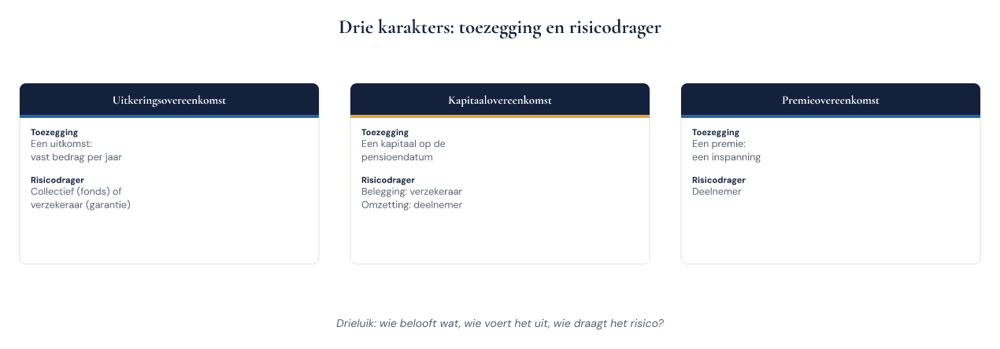 Drie karakters: toezegging en risicodrager
Uitkeringsovereenkomst
Toezegging
Een uitkomst:
vast bedrag per jaar
Risicodrager
Collectief (fonds) of
verzekeraar (garantie)
Kapitaalovereenkomst
Toezegging
Een kapitaal op de
pensioendatum
Risicodrager
Belegging: verzekeraar
Omzetting: deelnemer
Premieovereenkomst
Toezegging
Een premie:
een inspanning
Risicodrager
Deelnemer
Drieluik: wie belooft wat, wie voert het uit, wie draagt het risico?